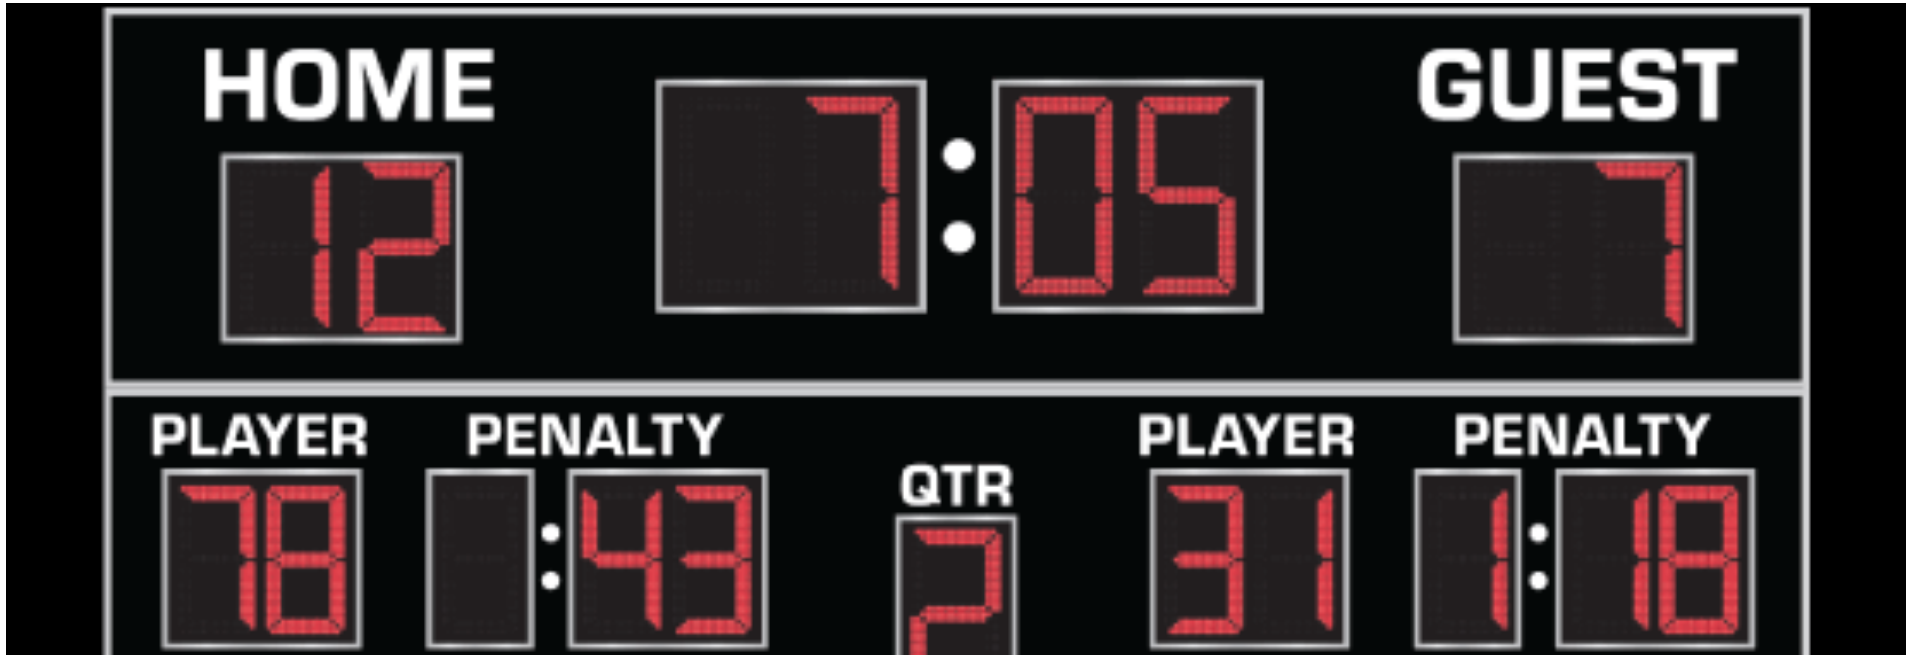 HOME 7:05 GUEST
12 7
PLAYER PENALTY QTR PLAYER PENALTY
78 :43 2 31 1:18